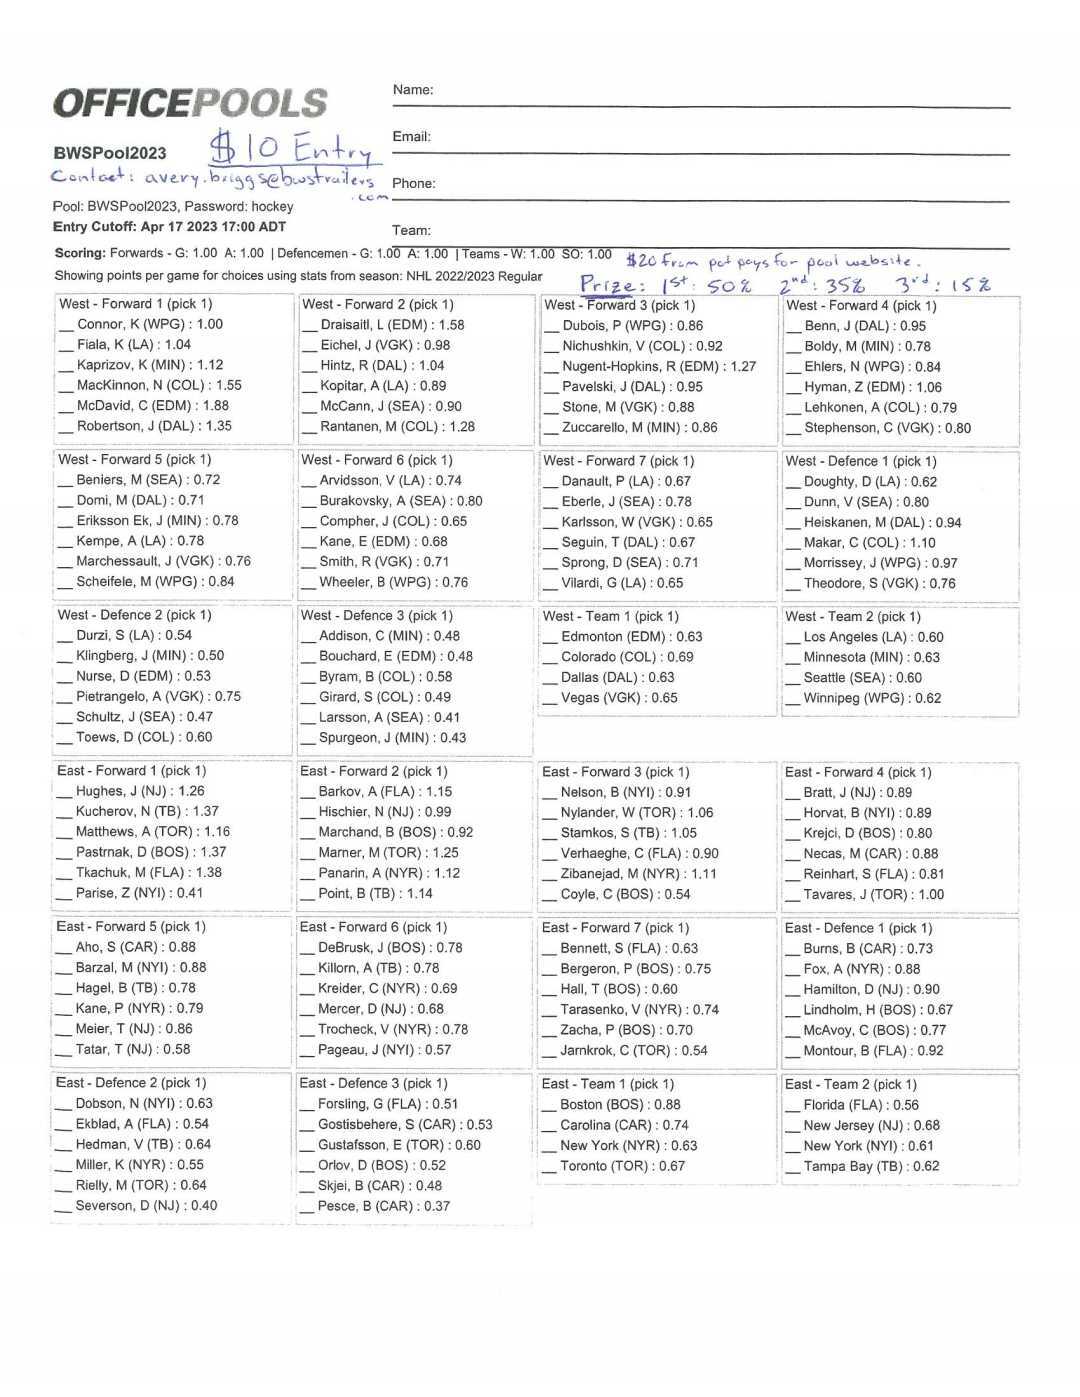 OFFICEPOOLS
Name:
BWSPool2023 $10 Entry
Email:
Contact: avery.briggs@bwstrailers.com
Phone:
Pool: BWSPool2023, Password: hockey
Entry Cutoff: Apr 17 2023 17:00 ADT
Team:
Scoring: Forwards - G: 1.00 A: 1.00 | Defencemen - G: 1.00 A: 1.00 | Teams - W: 1.00 SO: 1.00
$20 from pot pays for pool website.
Showing points per game for choices using stats from season: NHL 2022/2023 Regular
Prize: 1st: 50% 2nd: 35% 3rd: 15%
West - Forward 1 (pick 1)
__ Connor, K (WPG) : 1.00
__ Fiala, K (LA) : 1.04
__ Kaprizov, K (MIN) : 1.12
__ MacKinnon, N (COL) : 1.55
__ McDavid, C (EDM) : 1.88
__ Robertson, J (DAL) : 1.35
West - Forward 2 (pick 1)
__ Draisaitl, L (EDM) : 1.58
__ Eichel, J (VGK) : 0.98
__ Hintz, R (DAL) : 1.04
__ Kopitar, A (LA) : 0.89
__ McCann, J (SEA) : 0.90
__ Rantanen, M (COL) : 1.28
West - Forward 3 (pick 1)
__ Dubois, P (WPG) : 0.86
__ Nichushkin, V (COL) : 0.92
__ Nugent-Hopkins, R (EDM) : 1.27
__ Pavelski, J (DAL) : 0.95
__ Stone, M (VGK) : 0.88
__ Zuccarello, M (MIN) : 0.86
West - Forward 4 (pick 1)
__ Benn, J (DAL) : 0.95
__ Boldy, M (MIN) : 0.78
__ Ehlers, N (WPG) : 0.84
__ Hyman, Z (EDM) : 1.06
__ Lehkonen, A (COL) : 0.79
__ Stephenson, C (VGK) : 0.80
West - Forward 5 (pick 1)
__ Beniers, M (SEA) : 0.72
__ Domi, M (DAL) : 0.71
__ Eriksson Ek, J (MIN) : 0.78
__ Kempe, A (LA) : 0.78
__ Marchessault, J (VGK) : 0.76
__ Scheifele, M (WPG) : 0.84
West - Forward 6 (pick 1)
__ Arvidsson, V (LA) : 0.74
__ Burakovsky, A (SEA) : 0.80
__ Compher, J (COL) : 0.65
__ Kane, E (EDM) : 0.68
__ Smith, R (VGK) : 0.71
__ Wheeler, B (WPG) : 0.76
West - Forward 7 (pick 1)
__ Danault, P (LA) : 0.67
__ Eberle, J (SEA) : 0.78
__ Karlsson, W (VGK) : 0.65
__ Seguin, T (DAL) : 0.67
__ Sprong, D (SEA) : 0.71
__ Vilardi, G (LA) : 0.65
West - Defence 1 (pick 1)
__ Doughty, D (LA) : 0.62
__ Dunn, V (SEA) : 0.80
__ Heiskanen, M (DAL) : 0.94
__ Makar, C (COL) : 1.10
__ Morrissey, J (WPG) : 0.97
__ Theodore, S (VGK) : 0.76
West - Defence 2 (pick 1)
__ Durzi, S (LA) : 0.54
__ Klingberg, J (MIN) : 0.50
__ Nurse, D (EDM) : 0.53
__ Pietrangelo, A (VGK) : 0.75
__ Schultz, J (SEA) : 0.47
__ Toews, D (COL) : 0.60
West - Defence 3 (pick 1)
__ Addison, C (MIN) : 0.48
__ Bouchard, E (EDM) : 0.48
__ Byram, B (COL) : 0.58
__ Girard, S (COL) : 0.49
__ Larsson, A (SEA) : 0.41
__ Spurgeon, J (MIN) : 0.43
West - Team 1 (pick 1)
__ Edmonton (EDM) : 0.63
__ Colorado (COL) : 0.69
__ Dallas (DAL) : 0.63
__ Vegas (VGK) : 0.65
West - Team 2 (pick 1)
__ Los Angeles (LA) : 0.60
__ Minnesota (MIN) : 0.63
__ Seattle (SEA) : 0.60
__ Winnipeg (WPG) : 0.62
East - Forward 1 (pick 1)
__ Hughes, J (NJ) : 1.26
__ Kucherov, N (TB) : 1.37
__ Matthews, A (TOR) : 1.16
__ Pastrnak, D (BOS) : 1.37
__ Tkachuk, M (FLA) : 1.38
__ Parise, Z (NYI) : 0.41
East - Forward 2 (pick 1)
__ Barkov, A (FLA) : 1.15
__ Hischier, N (NJ) : 0.99
__ Marchand, B (BOS) : 0.92
__ Marner, M (TOR) : 1.25
__ Panarin, A (NYR) : 1.12
__ Point, B (TB) : 1.14
East - Forward 3 (pick 1)
__ Nelson, B (NYI) : 0.91
__ Nylander, W (TOR) : 1.06
__ Stamkos, S (TB) : 1.05
__ Verhaeghe, C (FLA) : 0.90
__ Zibanejad, M (NYR) : 1.11
__ Coyle, C (BOS) : 0.54
East - Forward 4 (pick 1)
__ Bratt, J (NJ) : 0.89
__ Horvat, B (NYI) : 0.89
__ Krejci, D (BOS) : 0.80
__ Necas, M (CAR) : 0.88
__ Reinhart, S (FLA) : 0.81
__ Tavares, J (TOR) : 1.00
East - Forward 5 (pick 1)
__ Aho, S (CAR) : 0.88
__ Barzal, M (NYI) : 0.88
__ Hagel, B (TB) : 0.78
__ Kane, P (NYR) : 0.79
__ Meier, T (NJ) : 0.86
__ Tatar, T (NJ) : 0.58
East - Forward 6 (pick 1)
__ DeBrusk, J (BOS) : 0.78
__ Killorn, A (TB) : 0.78
__ Kreider, C (NYR) : 0.69
__ Mercer, D (NJ) : 0.68
__ Trocheck, V (NYR) : 0.78
__ Pageau, J (NYI) : 0.57
East - Forward 7 (pick 1)
__ Bennett, S (FLA) : 0.63
__ Bergeron, P (BOS) : 0.75
__ Hall, T (BOS) : 0.60
__ Tarasenko, V (NYR) : 0.74
__ Zacha, P (BOS) : 0.70
__ Jarnkrok, C (TOR) : 0.54
East - Defence 1 (pick 1)
__ Burns, B (CAR) : 0.73
__ Fox, A (NYR) : 0.88
__ Hamilton, D (NJ) : 0.90
__ Lindholm, H (BOS) : 0.67
__ McAvoy, C (BOS) : 0.77
__ Montour, B (FLA) : 0.92
East - Defence 2 (pick 1)
__ Dobson, N (NYI) : 0.63
__ Ekblad, A (FLA) : 0.54
__ Hedman, V (TB) : 0.64
__ Miller, K (NYR) : 0.55
__ Rielly, M (TOR) : 0.64
__ Severson, D (NJ) : 0.40
East - Defence 3 (pick 1)
__ Forsling, G (FLA) : 0.51
__ Gostisbehere, S (CAR) : 0.53
__ Gustafsson, E (TOR) : 0.60
__ Orlov, D (BOS) : 0.52
__ Skjei, B (CAR) : 0.48
__ Pesce, B (CAR) : 0.37
East - Team 1 (pick 1)
__ Boston (BOS) : 0.88
__ Carolina (CAR) : 0.74
__ New York (NYR) : 0.63
__ Toronto (TOR) : 0.67
East - Team 2 (pick 1)
__ Florida (FLA) : 0.56
__ New Jersey (NJ) : 0.68
__ New York (NYI) : 0.61
__ Tampa Bay (TB) : 0.62